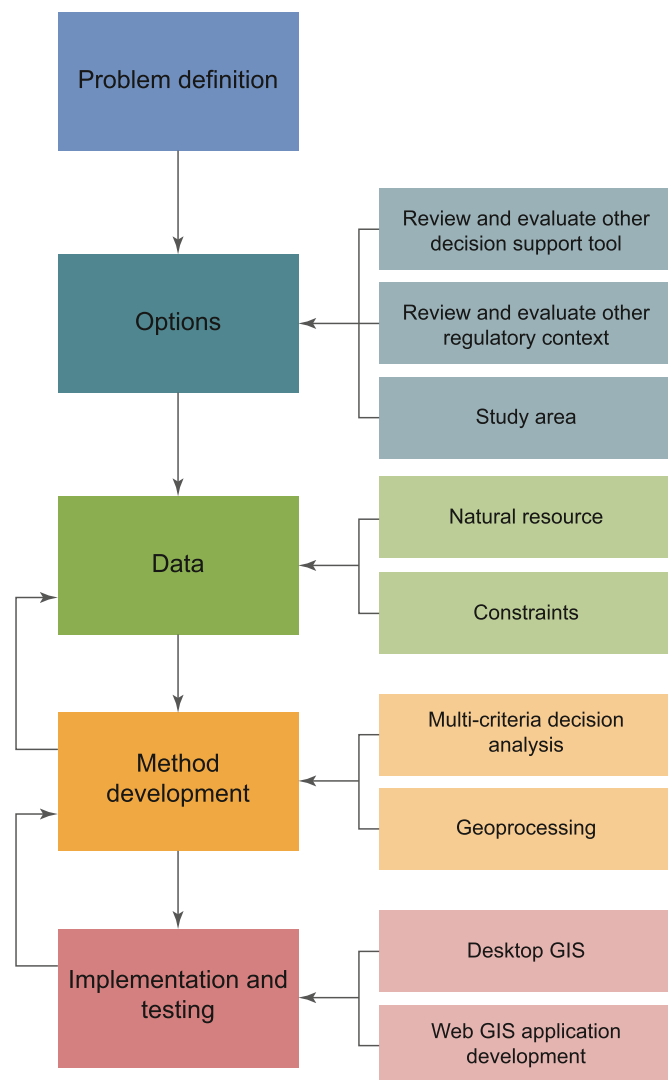 Problem definition
Review and evaluate other
decision support tool
Options
Review and evaluate other
regulatory context
Study area
Natural resource
Data
Constraints
Multi-criteria decision
analysis
Method
development
Geoprocessing
Desktop GIS
Implementation and
testing
Web GIS application
development